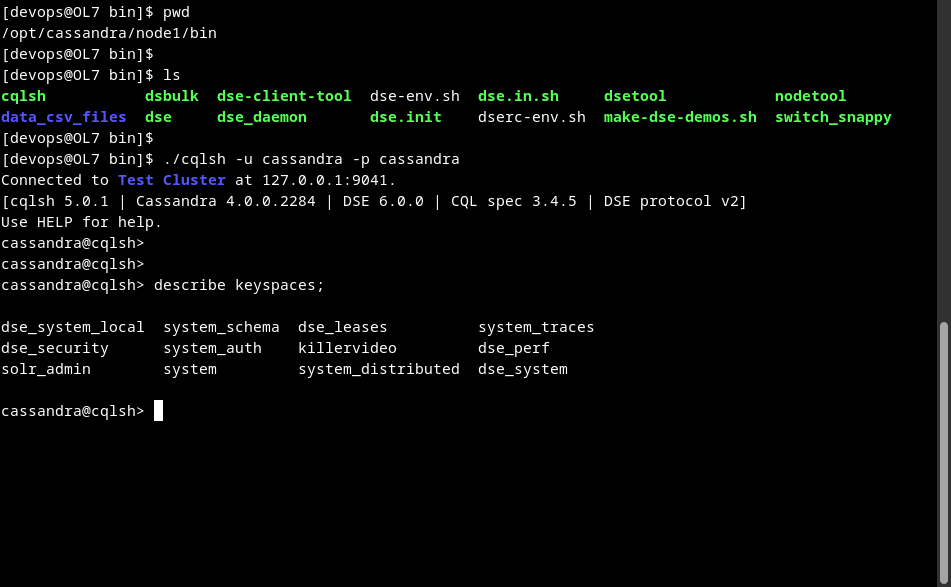 [devops@OL7 bin]$ pwd
/opt/cassandra/node1/bin
[devops@OL7 bin]$
[devops@OL7 bin]$ ls
cqlsh dsbulk dse-client-tool dse-env.sh dse.in.sh dsetool nodetool
data_csv_files dse dse_daemon dse.init dserc-env.sh make-dse-demos.sh switch_snappy
[devops@OL7 bin]$
[devops@OL7 bin]$ ./cqlsh -u cassandra -p cassandra
Connected to Test Cluster at 127.0.0.1:9041.
[cqlsh 5.0.1 | Cassandra 4.0.0.2284 | DSE 6.0.0 | CQL spec 3.4.5 | DSE protocol v2]
Use HELP for help.
cassandra@cqlsh>
cassandra@cqlsh>
cassandra@cqlsh> describe keyspaces;
dse_system_local system_schema dse_leases system_traces
dse_security system_auth killervideo dse_perf
solr_admin system system_distributed dse_system
cassandra@cqlsh>